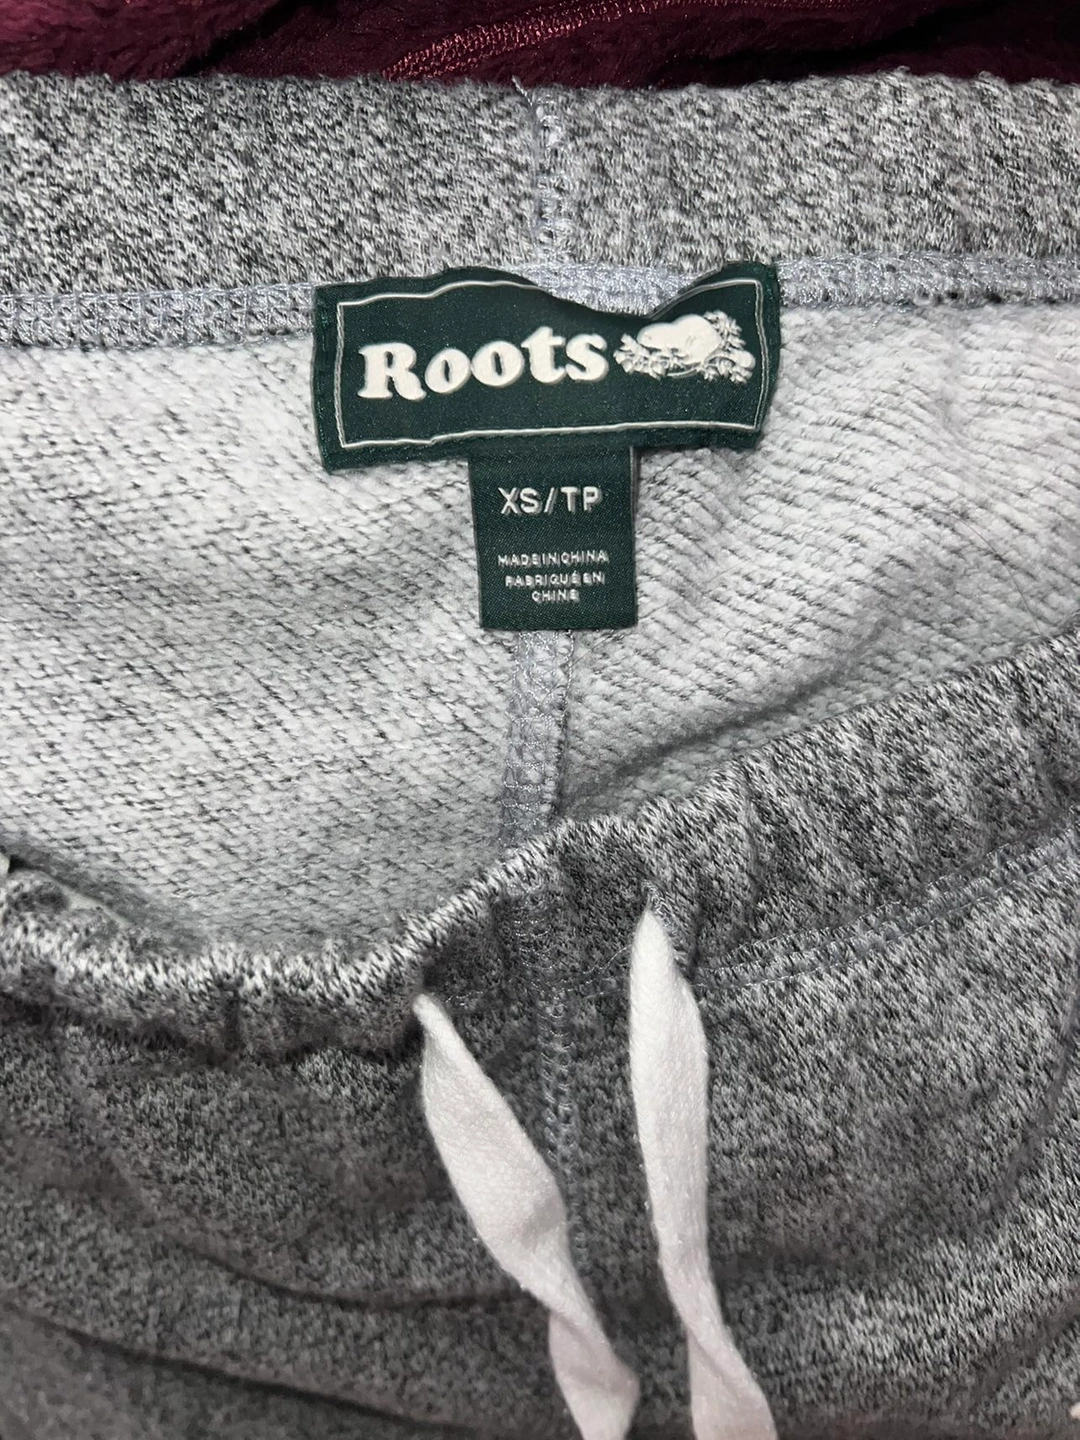 Roots
XS/TP
MADE IN CHINA
FABRIQUÉ EN
CHINE